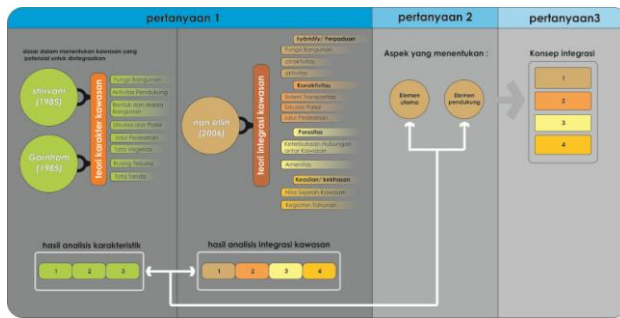 pertanyaan 1
pertanyaan 2
pertanyaan3
dasar dalam menentukan kawasan yang
potensial untuk diintegrasikan
shirvani
(1985)
Garnham
(1985)
teori karakter kawasan
Fungsi Bangunan
Aktivitas Pendukung
Bentuk dan Massa
Bangunan
Sirkulasi dan Parkir
Jalur Pedestrian
Tata Vegetasi
Ruang Terbuka
Tata Tanda
nan ellin
(2006)
teori integrasi kawasan
hybridity/ Perpaduan
Fungsi Bangunan
atraktivitas
aktivitas
Konektivitas
Sistem Transportasi
Sirkulasi Parkir
Jalur Pedestrian
Porositas
Keterbukaan Hubungan
antar Kawasan
Amenitas
Keaslian/ kekhasan
Nilai Sejarah Kawasan
Kegiatan Tahunan
Aspek yang menentukan :
Elemen
utama
Elemen
pendukung
Konsep integrasi
1
2
3
4
hasil analisis karakteristik
1 2 3
hasil analisis integrasi kawasan
1 2 3 4